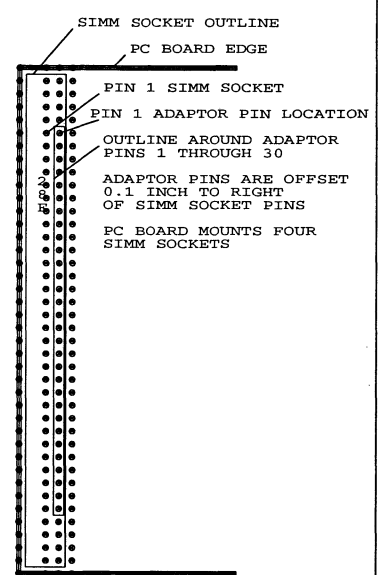 SIMM SOCKET OUTLINE
PC BOARD EDGE
PIN 1 SIMM SOCKET
PIN 1 ADAPTOR PIN LOCATION
OUTLINE AROUND ADAPTOR
PINS 1 THROUGH 30
28F
ADAPTOR PINS ARE OFFSET
0.1 INCH TO RIGHT
OF SIMM SOCKET PINS
PC BOARD MOUNTS FOUR
SIMM SOCKETS